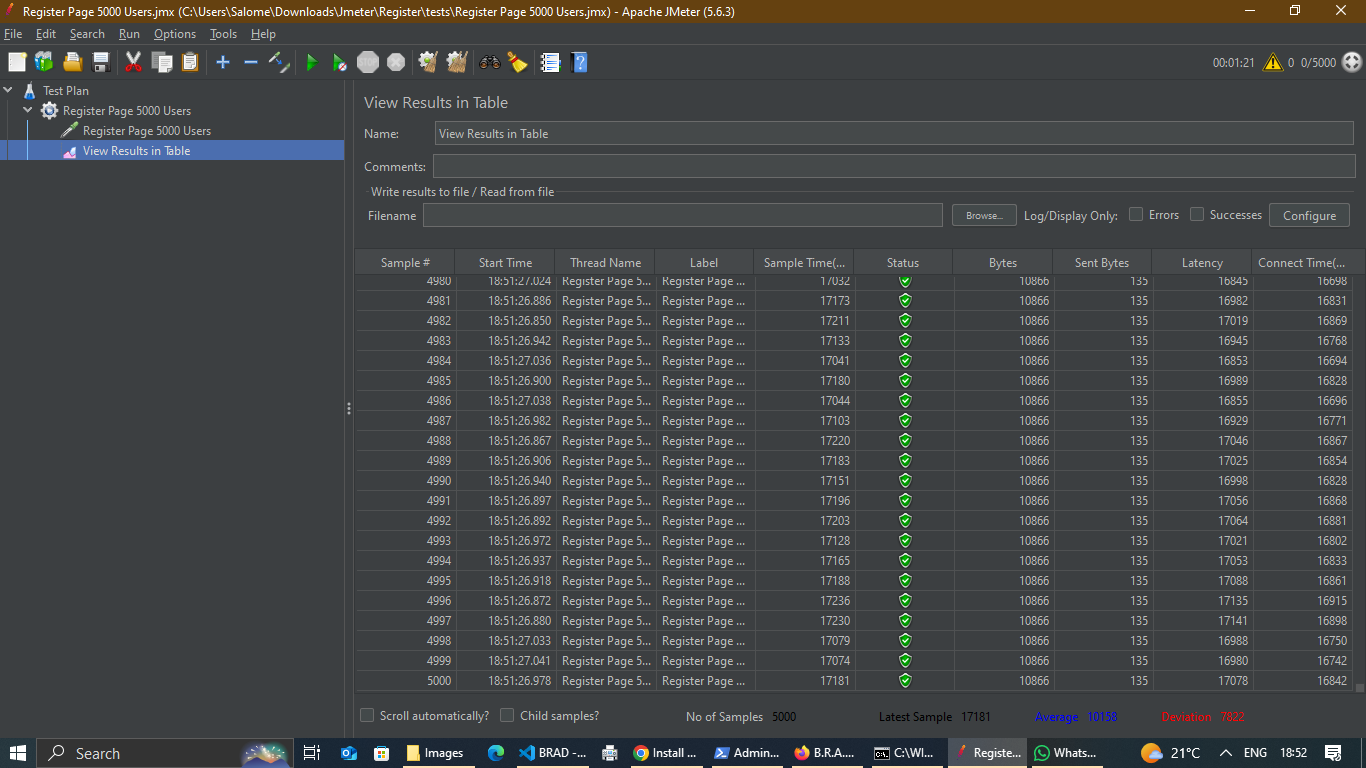 Register Page 5000 Users.jmx (C:\Users\Salome\Downloads\Jmeter\Register\tests\Register Page 5000 Users.jmx) - Apache JMeter (5.6.3)
File Edit Search Run Options Tools Help
STOP 00:01:21 0 0/5000
Test Plan
Register Page 5000 Users
Register Page 5000 Users
View Results in Table
View Results in Table
Name: View Results in Table
Comments:
Write results to file / Read from file
Filename Browse... Log/Display Only: Errors Successes Configure
Sample # Start Time Thread Name Label Sample Time(... Status Bytes Sent Bytes Latency Connect Time(...
4980 18:51:27.024 Register Page 5... Register Page ... 17032 10866 135 16845 16698
4981 18:51:26.886 Register Page 5... Register Page ... 17173 10866 135 16982 16831
4982 18:51:26.850 Register Page 5... Register Page ... 17211 10866 135 17019 16869
4983 18:51:26.942 Register Page 5... Register Page ... 17133 10866 135 16945 16768
4984 18:51:27.036 Register Page 5... Register Page ... 17041 10866 135 16853 16694
4985 18:51:26.900 Register Page 5... Register Page ... 17180 10866 135 16989 16828
4986 18:51:27.038 Register Page 5... Register Page ... 17044 10866 135 16855 16696
4987 18:51:26.982 Register Page 5... Register Page ... 17103 10866 135 16929 16771
4988 18:51:26.867 Register Page 5... Register Page ... 17220 10866 135 17046 16867
4989 18:51:26.906 Register Page 5... Register Page ... 17183 10866 135 17025 16854
4990 18:51:26.940 Register Page 5... Register Page ... 17151 10866 135 16998 16828
4991 18:51:26.897 Register Page 5... Register Page ... 17196 10866 135 17056 16868
4992 18:51:26.892 Register Page 5... Register Page ... 17203 10866 135 17064 16881
4993 18:51:26.972 Register Page 5... Register Page ... 17128 10866 135 17021 16802
4994 18:51:26.937 Register Page 5... Register Page ... 17165 10866 135 17053 16833
4995 18:51:26.918 Register Page 5... Register Page ... 17188 10866 135 17088 16861
4996 18:51:26.872 Register Page 5... Register Page ... 17236 10866 135 17135 16915
4997 18:51:26.880 Register Page 5... Register Page ... 17230 10866 135 17141 16898
4998 18:51:27.033 Register Page 5... Register Page ... 17079 10866 135 16988 16750
4999 18:51:27.041 Register Page 5... Register Page ... 17074 10866 135 16980 16742
5000 18:51:26.978 Register Page 5... Register Page ... 17181 10866 135 17078 16842
Scroll automatically? Child samples? No of Samples 5000 Latest Sample 17181 Average 10158 Deviation 7822
Search Images BRAD -... Install ... Admin... B.R.A.... C:\WI... Registe... Whats... 21°C ENG 18:52